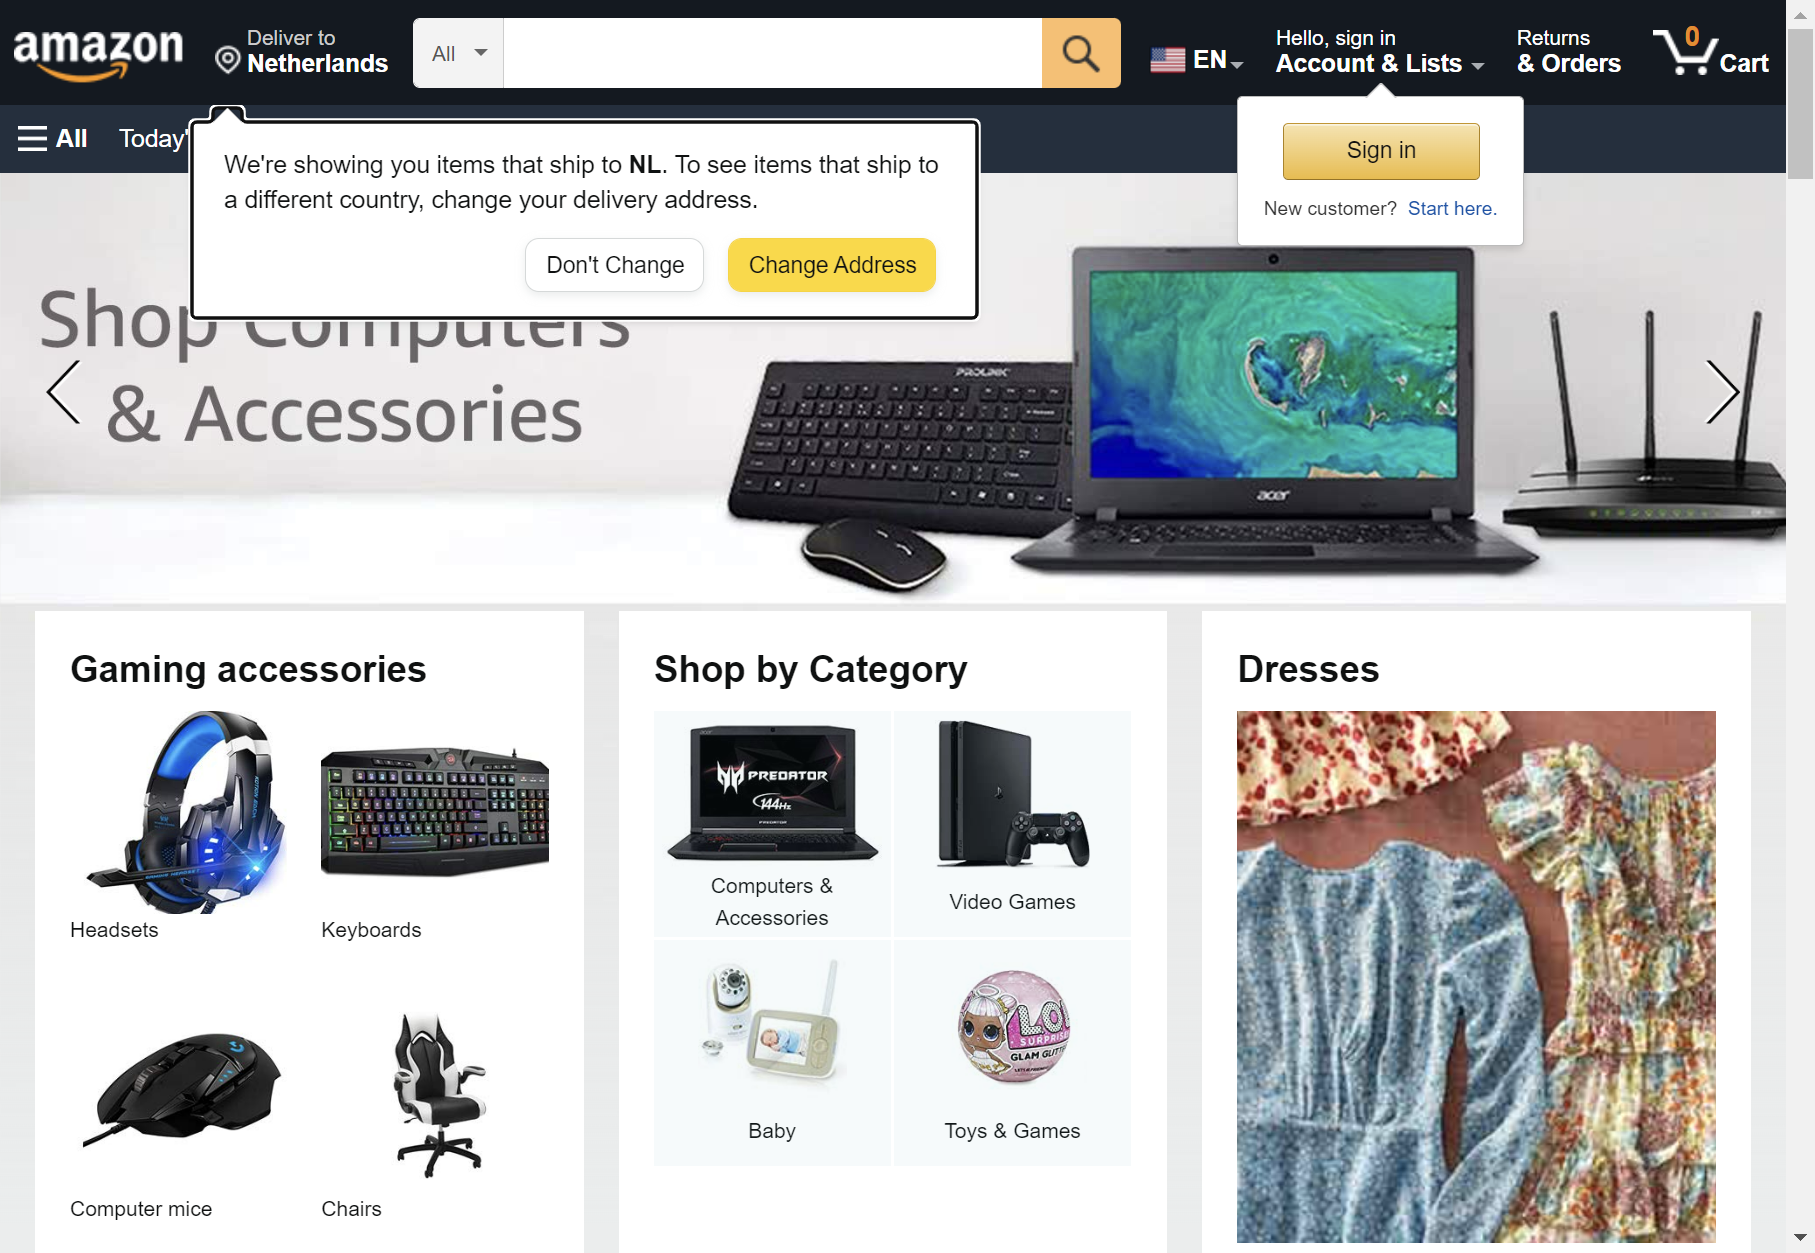 amazon
Deliver to
Netherlands
All
EN
Hello, sign in
Account & Lists
Returns
& Orders
0
Cart
All
Today'
We're showing you items that ship to NL. To see items that ship to
a different country, change your delivery address.
Don't Change
Change Address
Sign in
New customer? Start here.
Shop Computers
& Accessories
PROLINK
acer
Gaming accessories
Headsets
Keyboards
Computer mice
Chairs
Shop by Category
PREDATOR
144Hz
PREDATOR
Computers &
Accessories
Video Games
Baby
LOL
SURPRISE
GLAM GLITTER
Toys & Games
Dresses